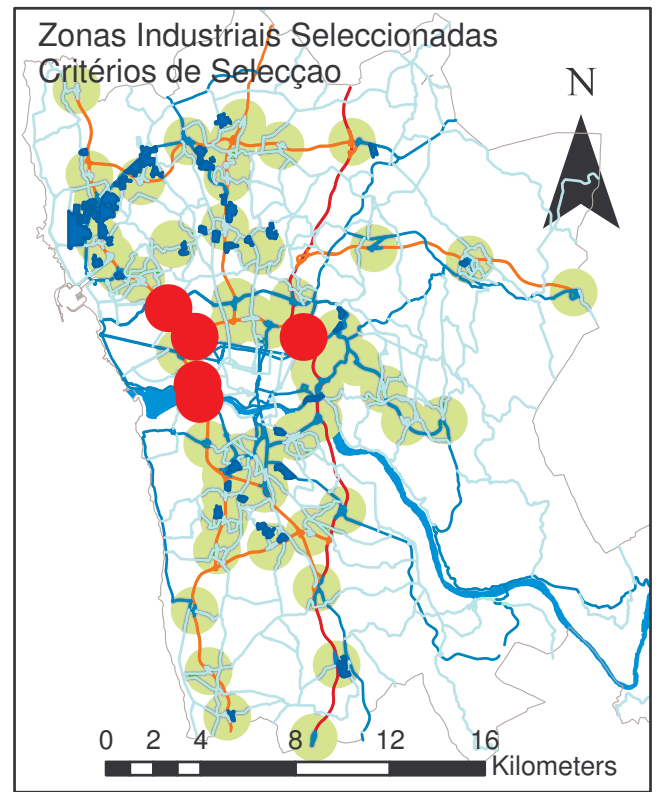 Zonas Industriais Seleccionadas
Critérios de Selecçao
N
0 2 4 8 12 16
Kilometers